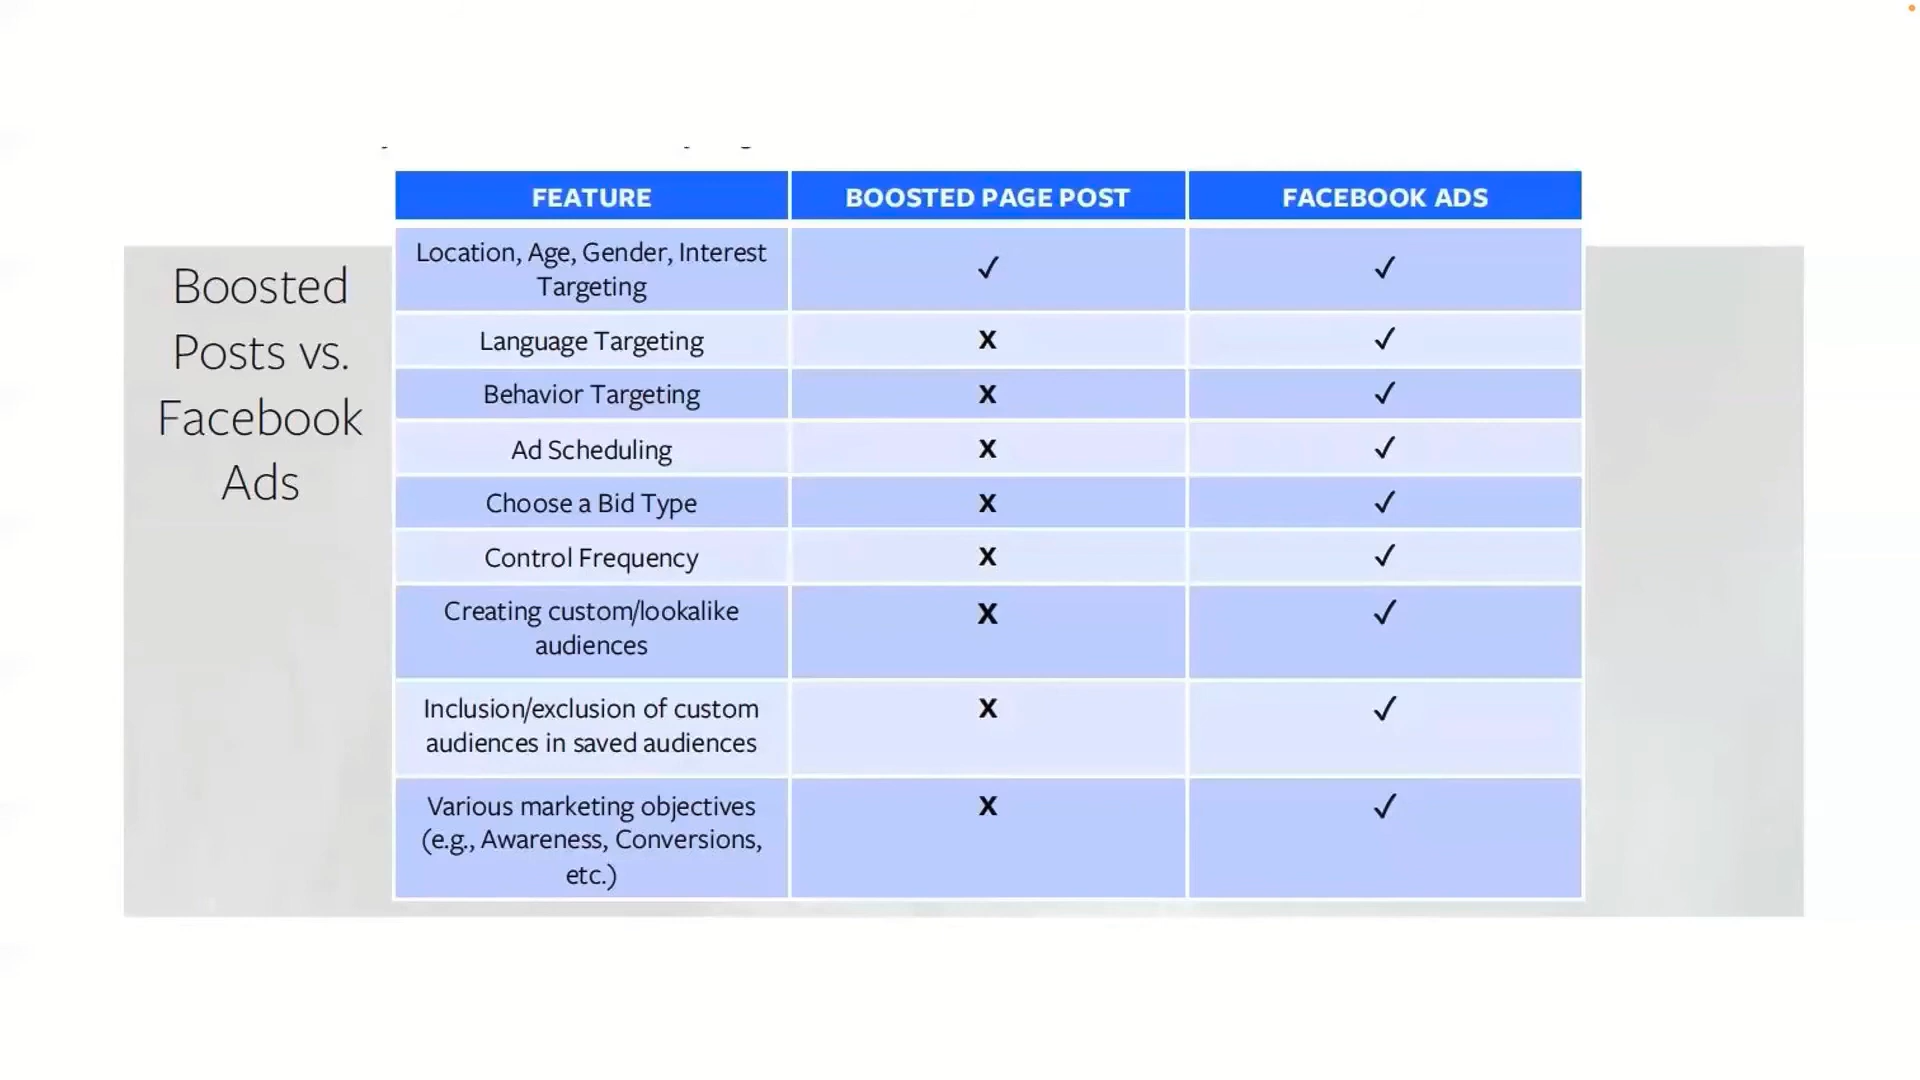 Boosted
Posts vs.
Facebook
Ads
FEATURE BOOSTED PAGE POST FACEBOOK ADS
Location, Age, Gender, Interest
Targeting ✓ ✓
Language Targeting X ✓
Behavior Targeting X ✓
Ad Scheduling X ✓
Choose a Bid Type X ✓
Control Frequency X ✓
Creating custom/lookalike
audiences X ✓
Inclusion/exclusion of custom
audiences in saved audiences X ✓
Various marketing objectives
(e.g., Awareness, Conversions,
etc.) X ✓